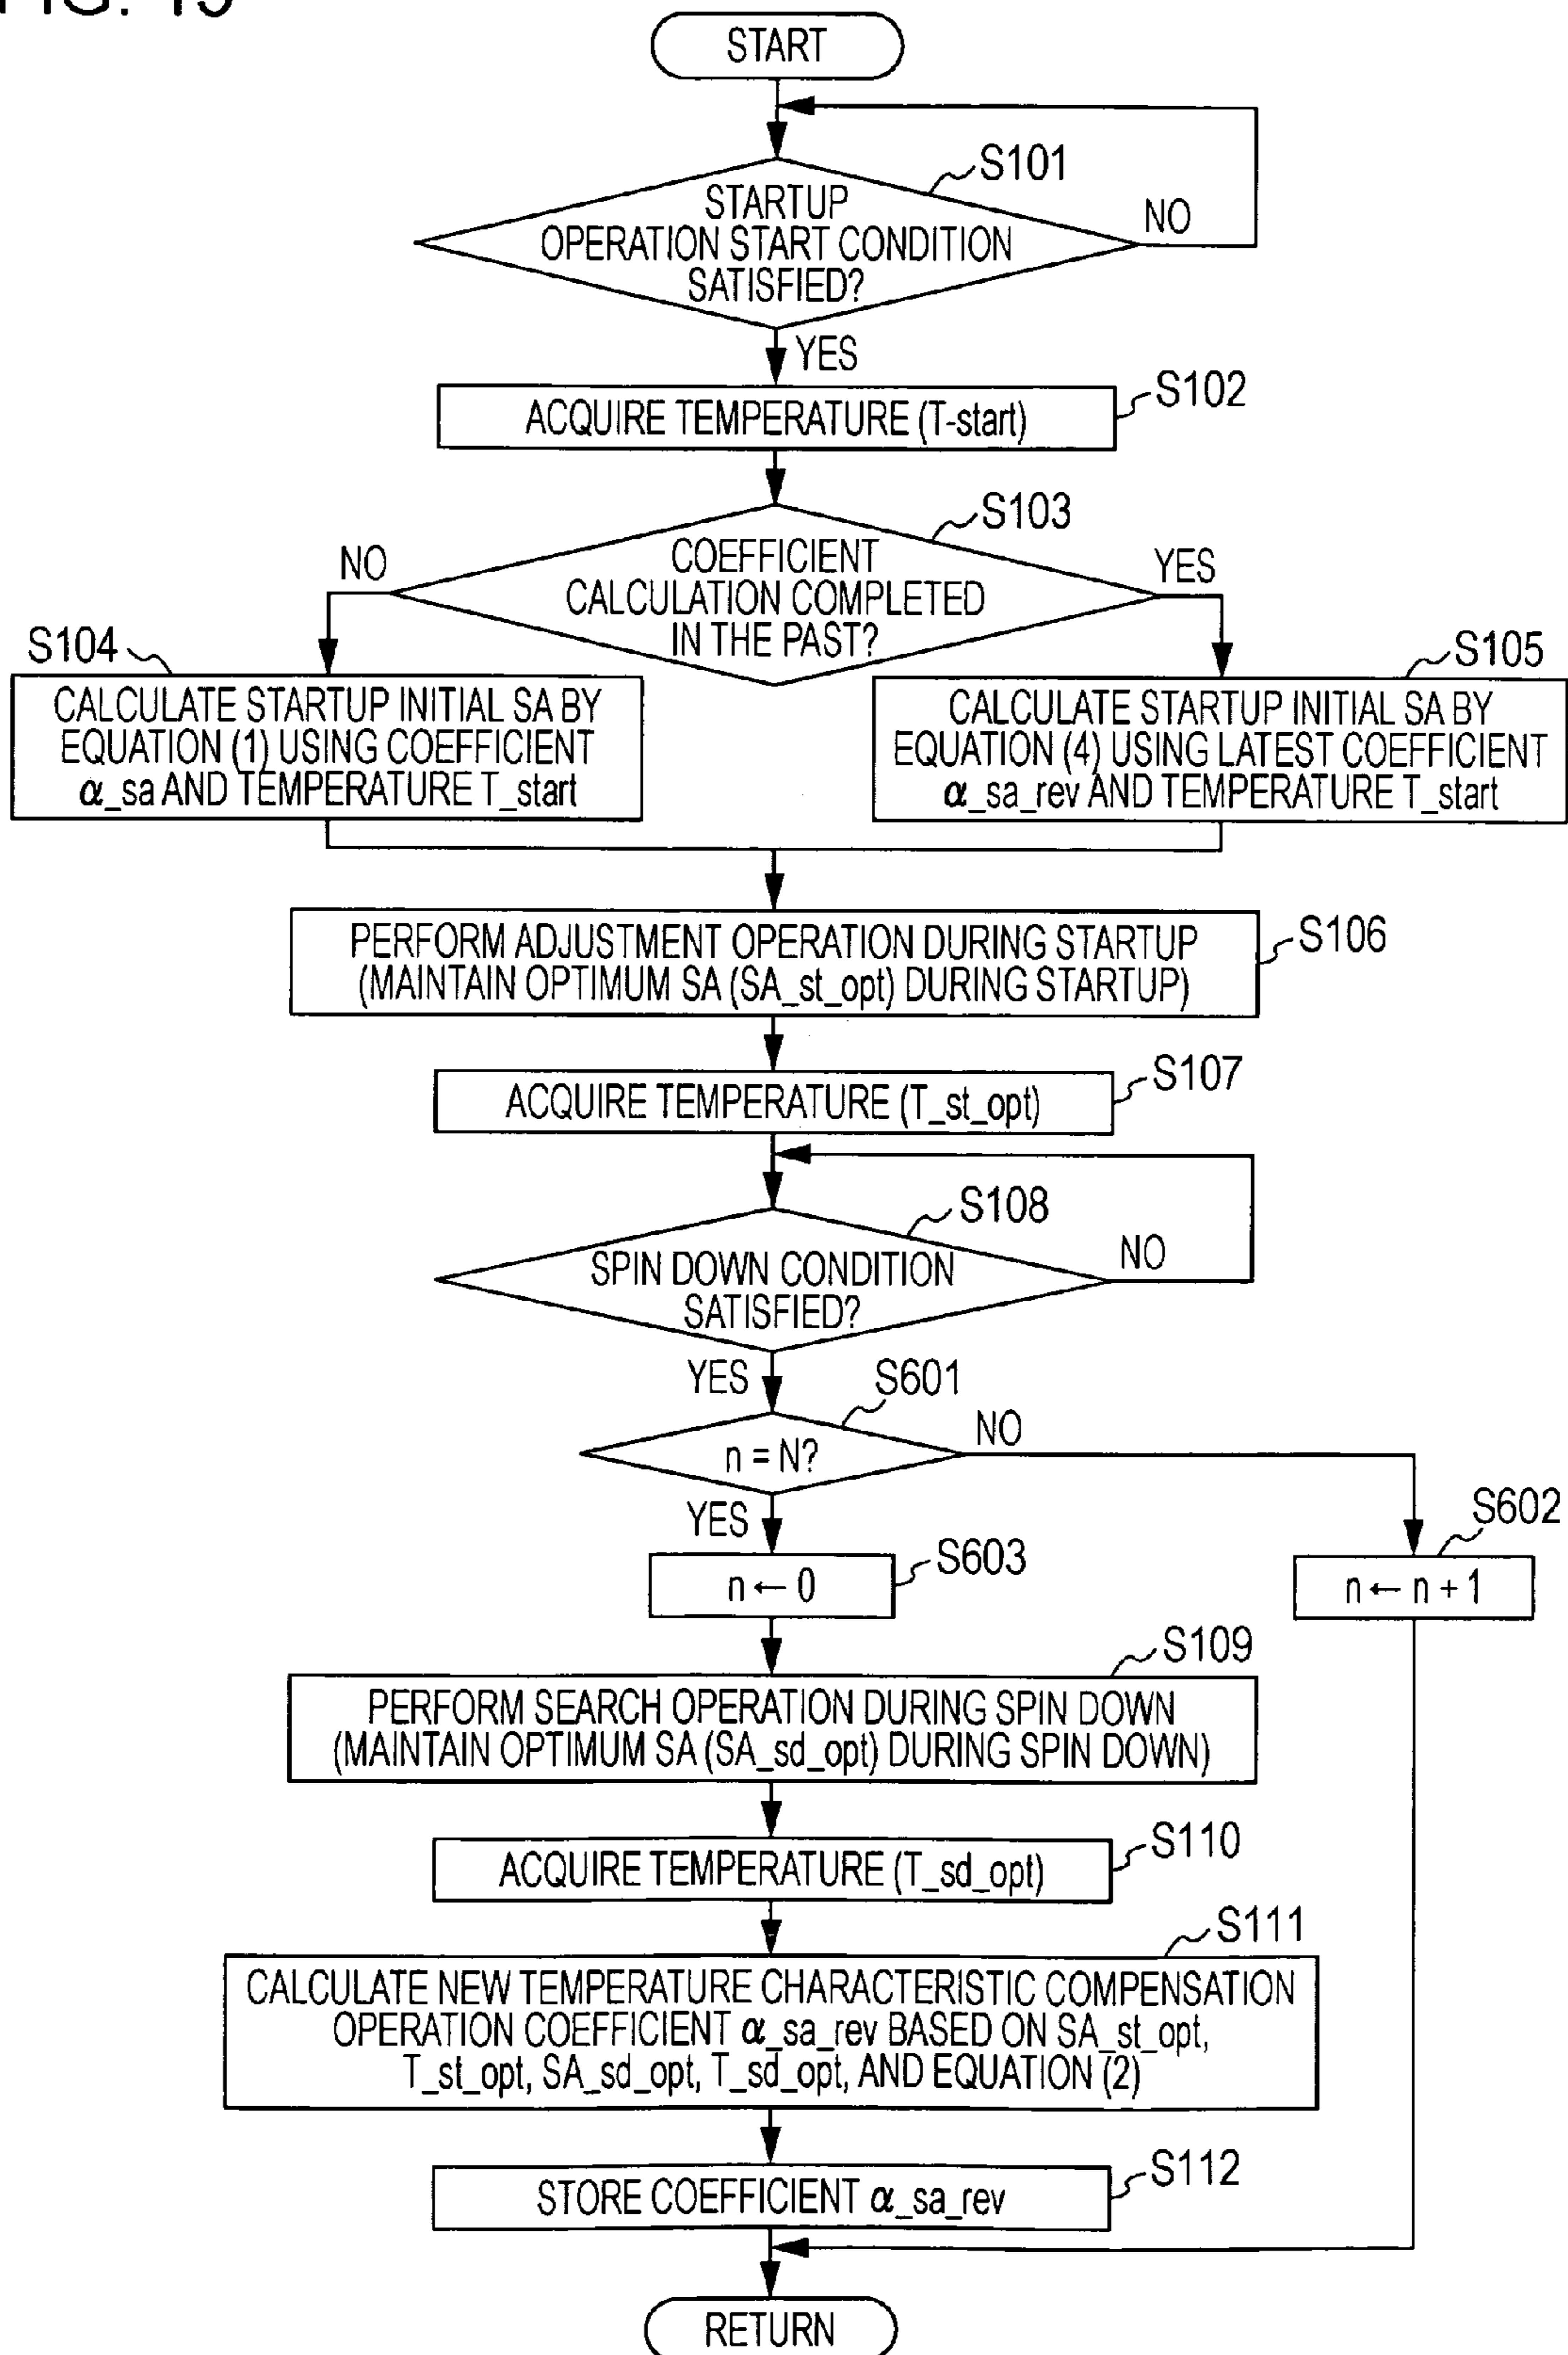 START
S101
STARTUP
OPERATION START CONDITION
SATISFIED?
NO
YES
S102
ACQUIRE TEMPERATURE (T-start)
S103
COEFFICIENT
CALCULATION COMPLETED
IN THE PAST?
NO
YES
S104
CALCULATE STARTUP INITIAL SA BY
EQUATION (1) USING COEFFICIENT
α_sa AND TEMPERATURE T_start
S105
CALCULATE STARTUP INITIAL SA BY
EQUATION (4) USING LATEST COEFFICIENT
α_sa_rev AND TEMPERATURE T_start
S106
PERFORM ADJUSTMENT OPERATION DURING STARTUP
(MAINTAIN OPTIMUM SA (SA_st_opt) DURING STARTUP)
S107
ACQUIRE TEMPERATURE (T_st_opt)
S108
SPIN DOWN CONDITION
SATISFIED?
NO
YES
S601
n = N?
NO
YES
S602
n ← n + 1
S603
n ← 0
S109
PERFORM SEARCH OPERATION DURING SPIN DOWN
(MAINTAIN OPTIMUM SA (SA_sd_opt) DURING SPIN DOWN)
S110
ACQUIRE TEMPERATURE (T_sd_opt)
S111
CALCULATE NEW TEMPERATURE CHARACTERISTIC COMPENSATION
OPERATION COEFFICIENT α_sa_rev BASED ON SA_st_opt,
T_st_opt, SA_sd_opt, T_sd_opt, AND EQUATION (2)
S112
STORE COEFFICIENT α_sa_rev
RETURN